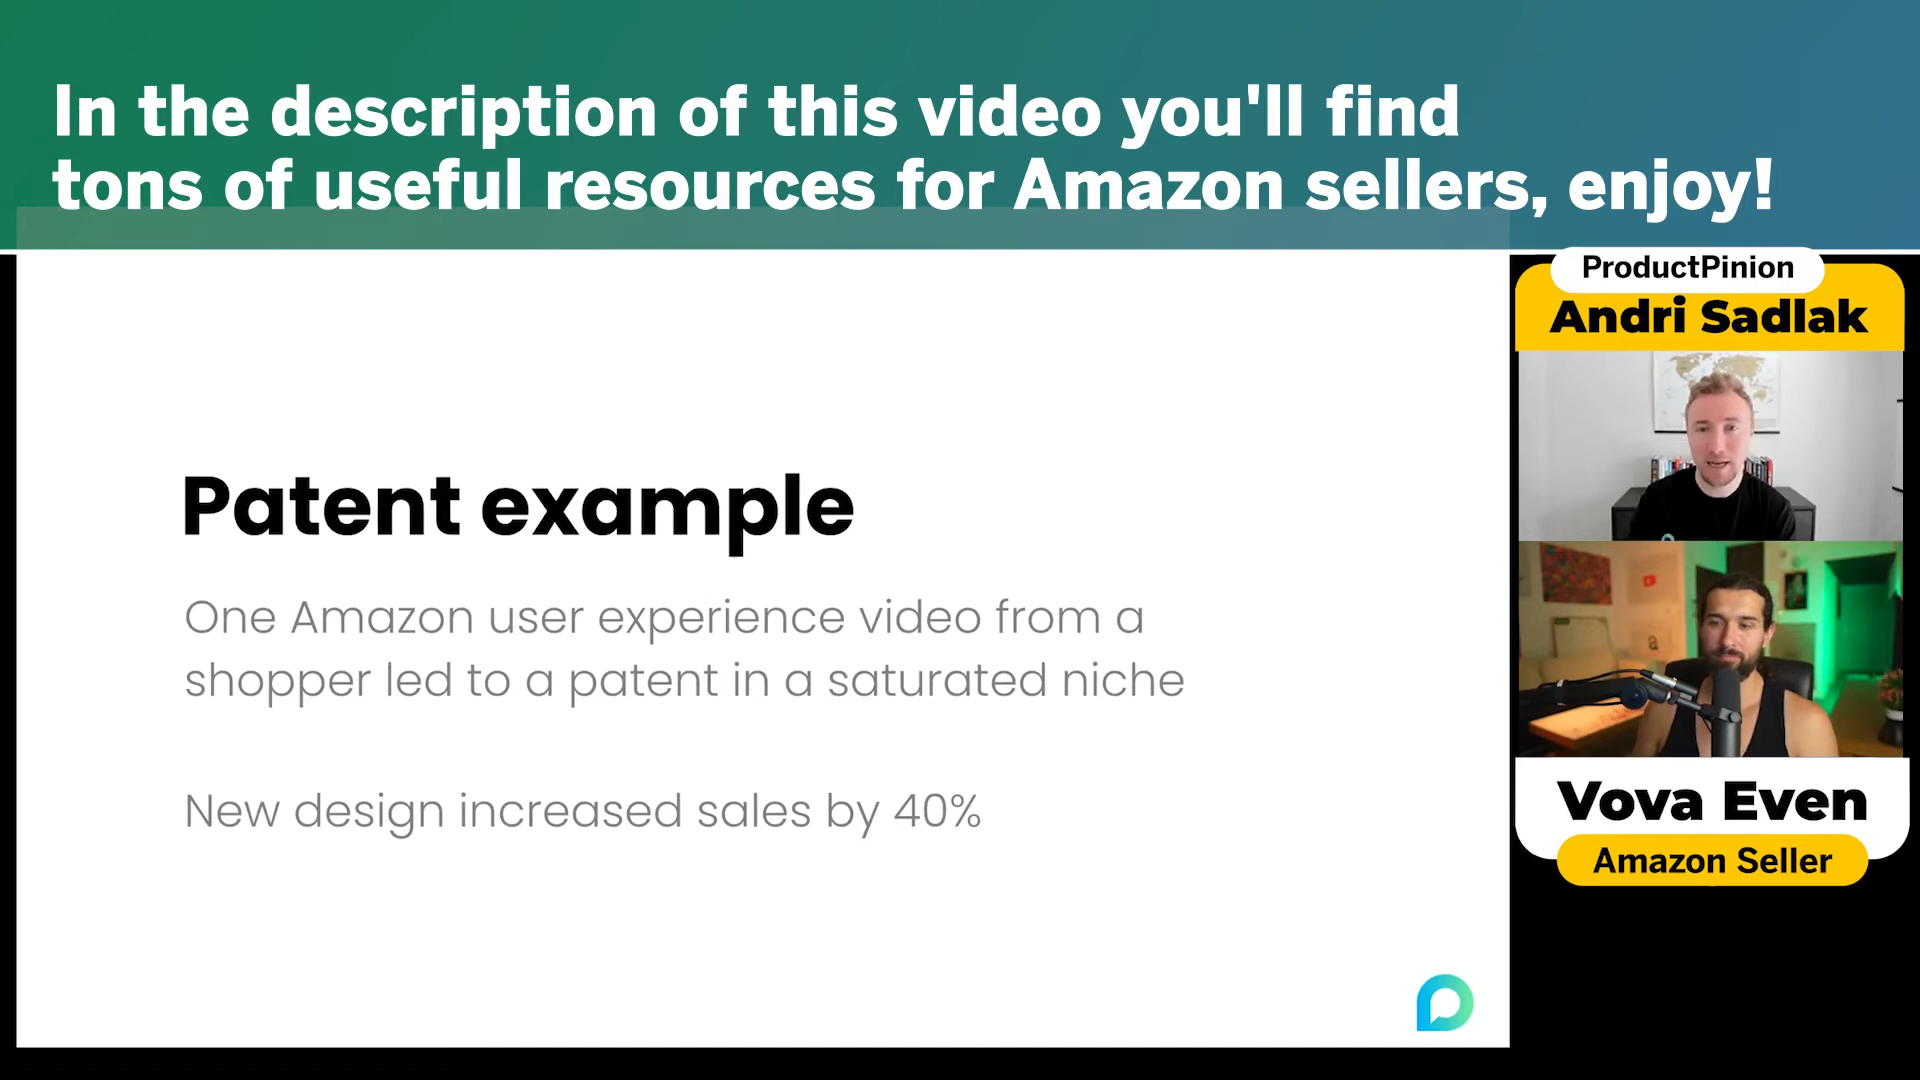 In the description of this video you'll find
tons of useful resources for Amazon sellers, enjoy!
ProductPinion
Andri Sadlak
Patent example
One Amazon user experience video from a
shopper led to a patent in a saturated niche
New design increased sales by 40%
Vova Even
Amazon Seller